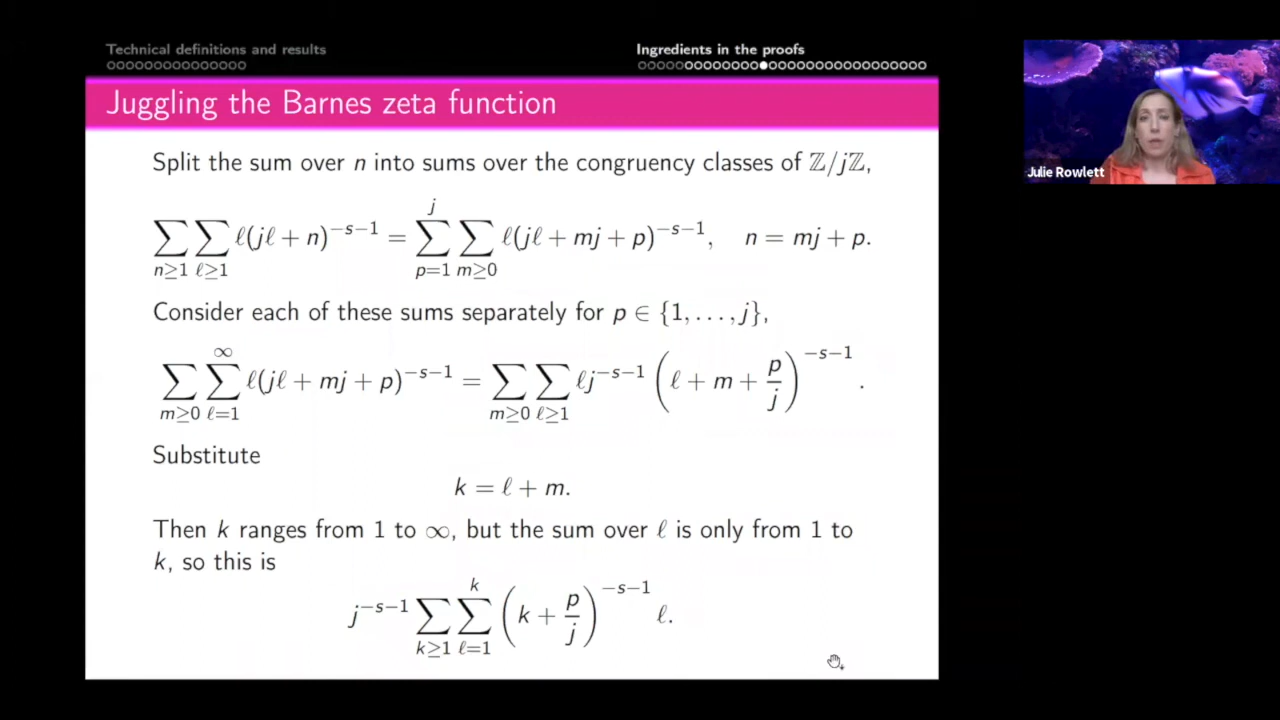 Technical definitions and results
Ingredients in the proofs
Juggling the Barnes zeta function
Split the sum over n into sums over the congruency classes of ℤ/jℤ,
∑_{n≥1} ∑_{ℓ≥1} ℓ(jℓ + n)^{−s−1} = ∑_{p=1}^{j} ∑_{m≥0} ℓ(jℓ + mj + p)^{−s−1}, n = mj + p.
Consider each of these sums separately for p ∈ {1, . . . , j},
∑_{m≥0} ∑_{ℓ=1}^{∞} ℓ(jℓ + mj + p)^{−s−1} = ∑_{m≥0} ∑_{ℓ≥1} ℓj^{−s−1} (ℓ + m + p/j)^{−s−1}.
Substitute
k = ℓ + m.
Then k ranges from 1 to ∞, but the sum over ℓ is only from 1 to
k, so this is
j^{−s−1} ∑_{k≥1} ∑_{ℓ=1}^{k} (k + p/j)^{−s−1} ℓ.
Julie Rowlett